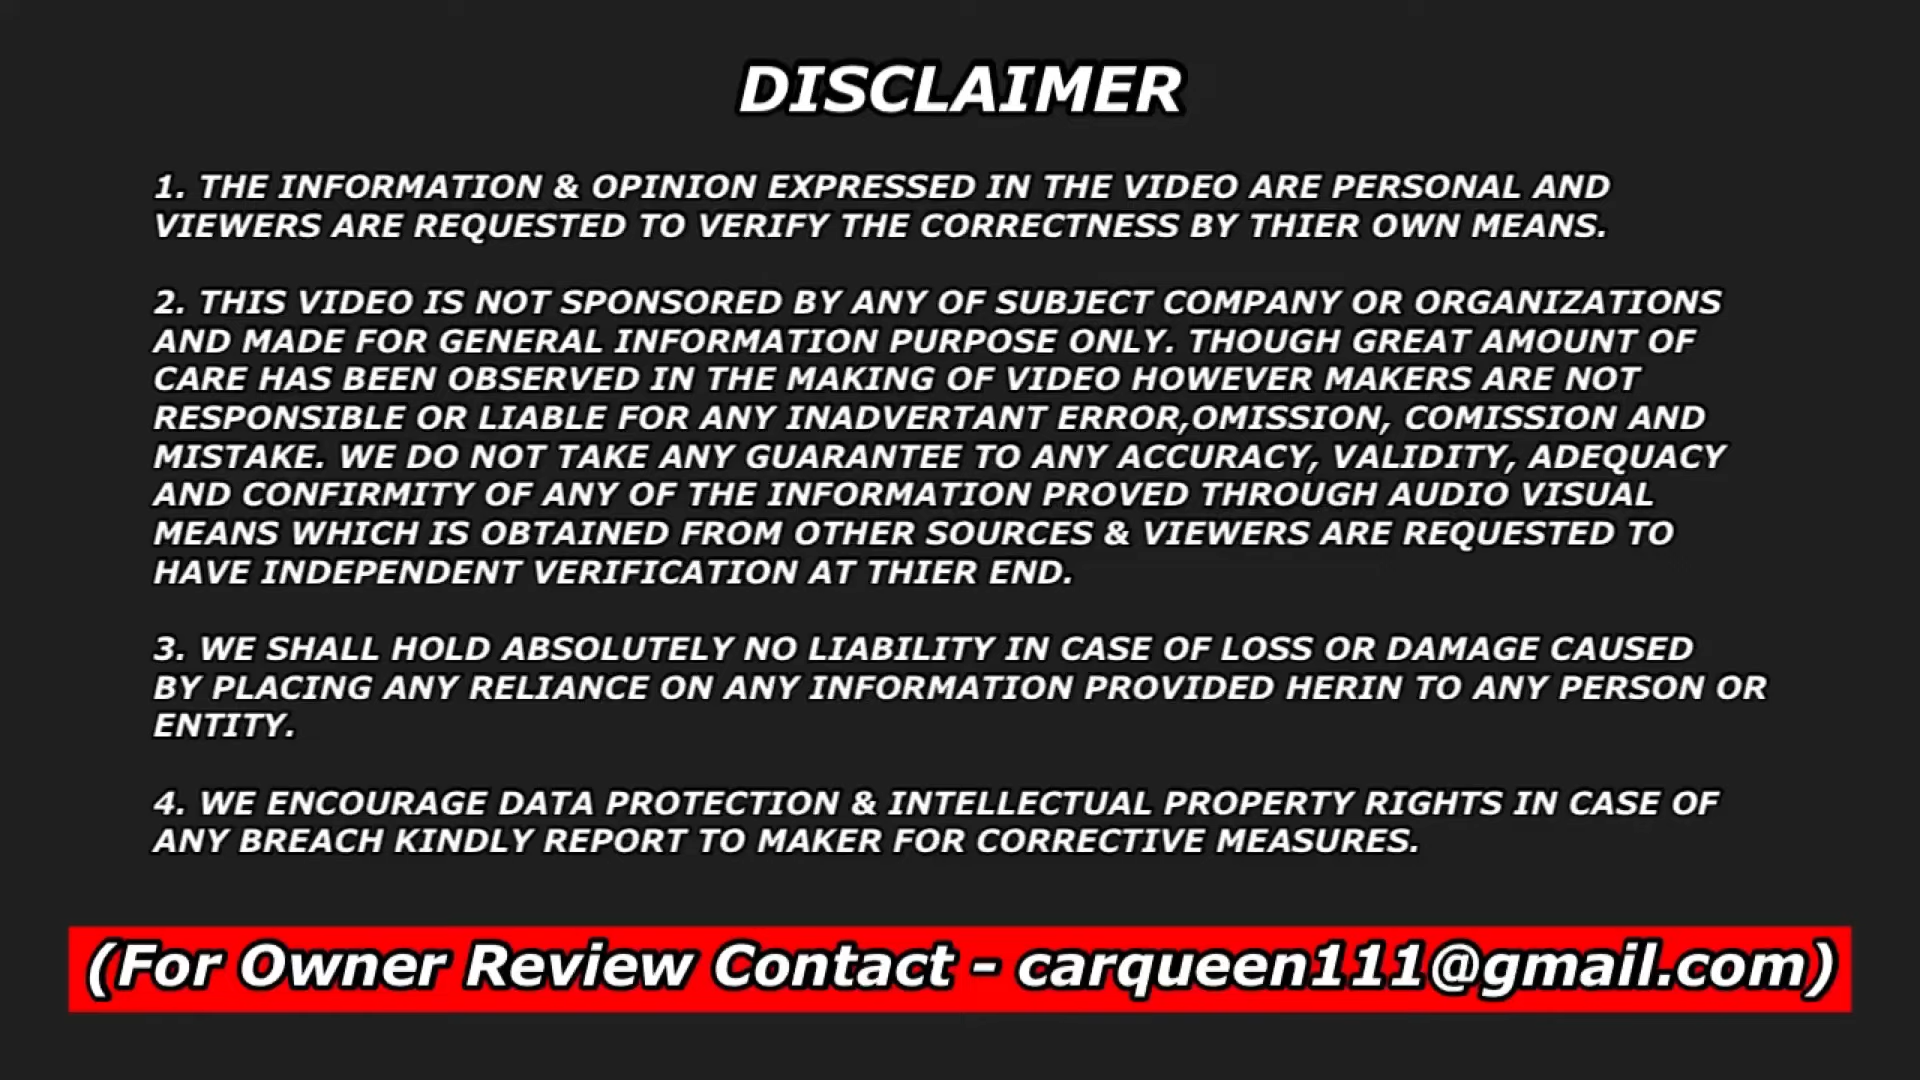 DISCLAIMER
1. THE INFORMATION & OPINION EXPRESSED IN THE VIDEO ARE PERSONAL AND
VIEWERS ARE REQUESTED TO VERIFY THE CORRECTNESS BY THIER OWN MEANS.
2. THIS VIDEO IS NOT SPONSORED BY ANY OF SUBJECT COMPANY OR ORGANIZATIONS
AND MADE FOR GENERAL INFORMATION PURPOSE ONLY. THOUGH GREAT AMOUNT OF
CARE HAS BEEN OBSERVED IN THE MAKING OF VIDEO HOWEVER MAKERS ARE NOT
RESPONSIBLE OR LIABLE FOR ANY INADVERTANT ERROR,OMISSION, COMISSION AND
MISTAKE. WE DO NOT TAKE ANY GUARANTEE TO ANY ACCURACY, VALIDITY, ADEQUACY
AND CONFIRMITY OF ANY OF THE INFORMATION PROVED THROUGH AUDIO VISUAL
MEANS WHICH IS OBTAINED FROM OTHER SOURCES & VIEWERS ARE REQUESTED TO
HAVE INDEPENDENT VERIFICATION AT THIER END.
3. WE SHALL HOLD ABSOLUTELY NO LIABILITY IN CASE OF LOSS OR DAMAGE CAUSED
BY PLACING ANY RELIANCE ON ANY INFORMATION PROVIDED HERIN TO ANY PERSON OR
ENTITY.
4. WE ENCOURAGE DATA PROTECTION & INTELLECTUAL PROPERTY RIGHTS IN CASE OF
ANY BREACH KINDLY REPORT TO MAKER FOR CORRECTIVE MEASURES.
(For Owner Review Contact - carqueen111@gmail.com)